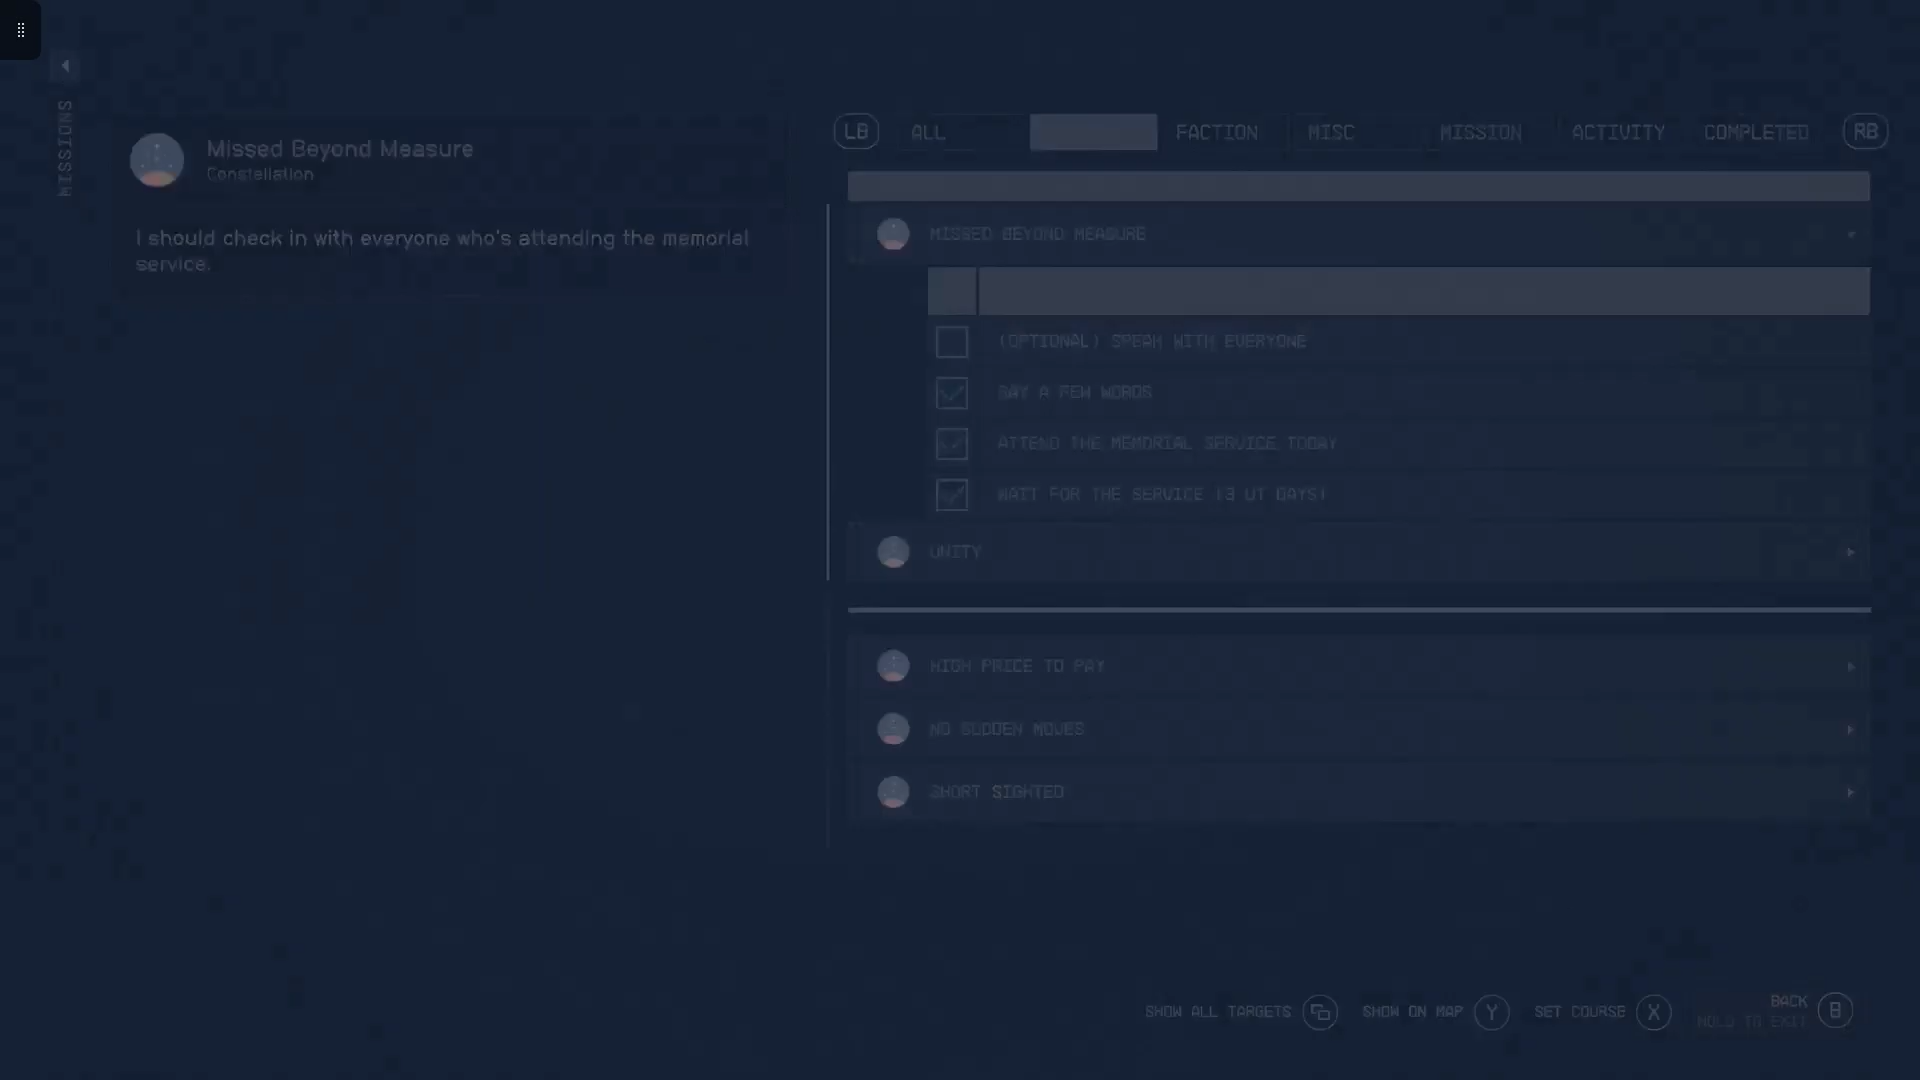 MISSIONS
Missed Beyond Measure
Constellation
I should check in with everyone who's attending the memorial
service.
LB ALL FACTION MISC MISSION ACTIVITY COMPLETED RB
MISSED BEYOND MEASURE
(OPTIONAL) SPEAK WITH EVERYONE
SAY A FEW WORDS
ATTEND THE MEMORIAL SERVICE TODAY
WAIT FOR THE SERVICE (3 UT DAYS)
UNITY
HIGH PRICE TO PAY
NO SUDDEN MOVES
SHORT SIGHTED
SHOW ALL TARGETS SHOW ON MAP Y SET COURSE X BACK B
HOLD TO EXIT